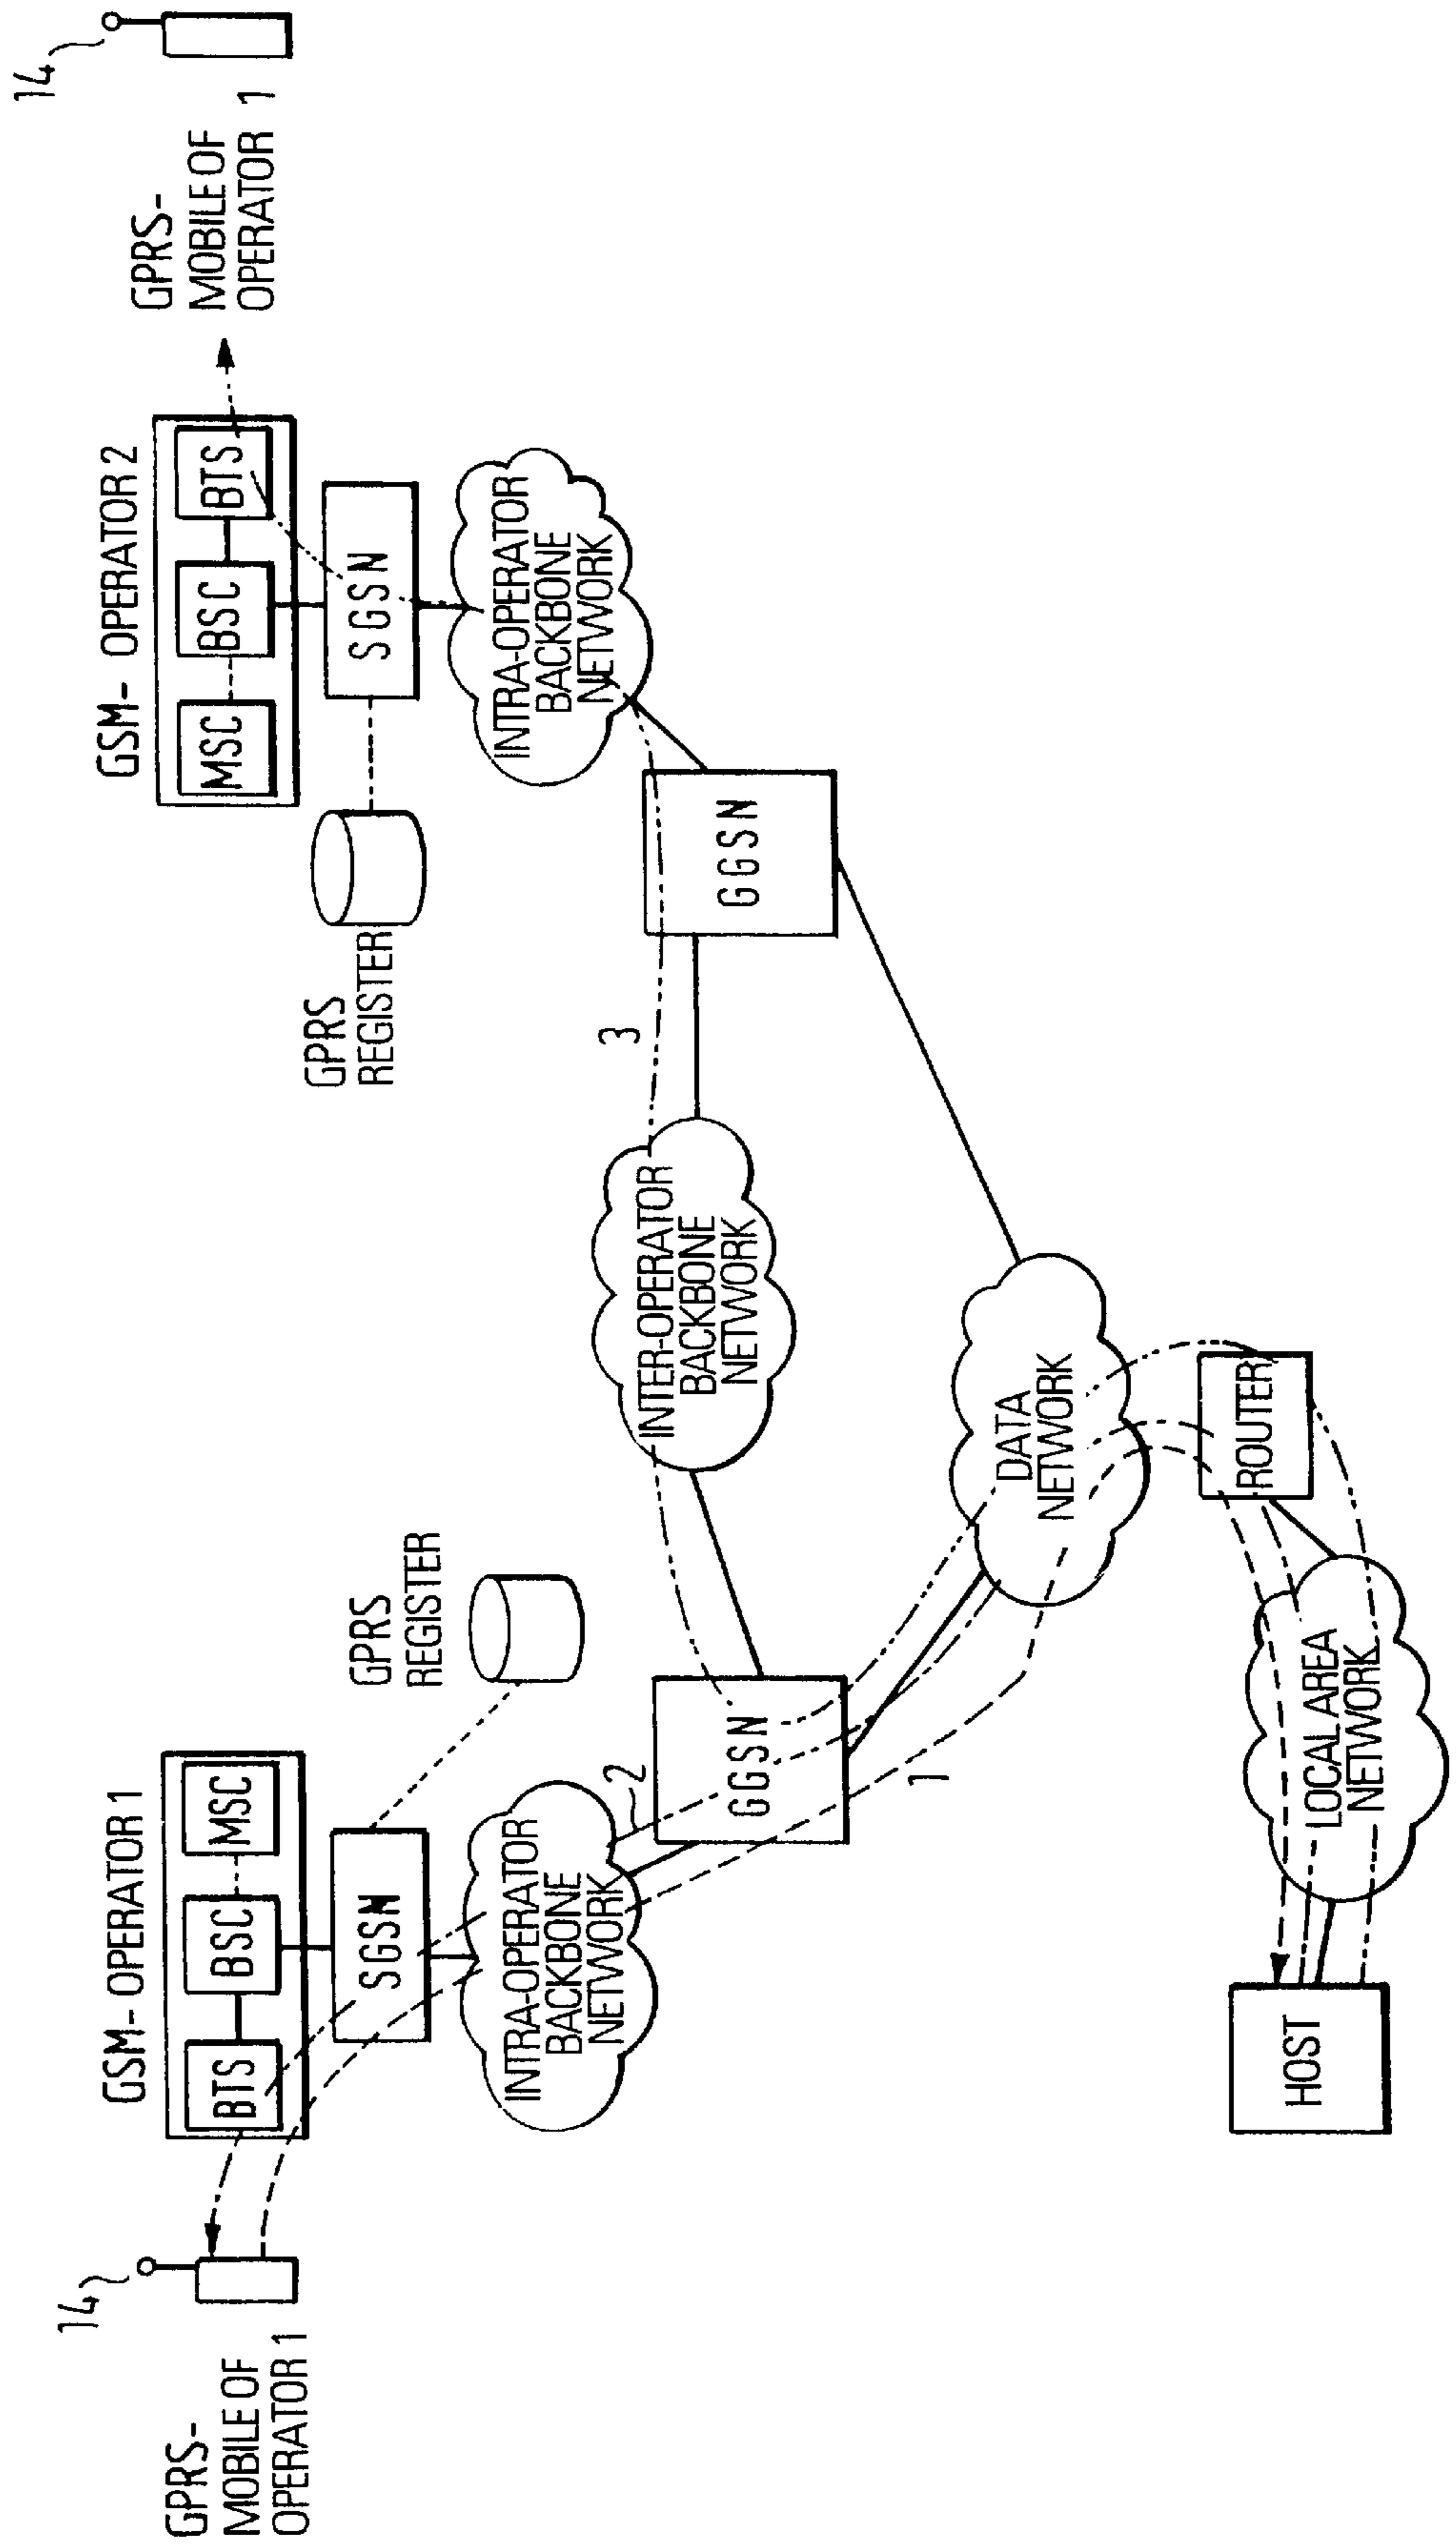 14
GPRS-
MOBILE OF
OPERATOR 1
GSM-OPERATOR 1
BTS
BSC
MSC
SGSN
GPRS
REGISTER
INTRA-OPERATOR
BACKBONE
NETWORK
2
GGSN
1
INTER-OPERATOR
BACKBONE
NETWORK
3
GPRS
REGISTER
GSM-OPERATOR 2
MSC
BSC
BTS
SGSN
INTRA-OPERATOR
BACKBONE
NETWORK
GGSN
14
GPRS-
MOBILE OF
OPERATOR 1
DATA
NETWORK
ROUTER
LOCAL AREA
NETWORK
HOST